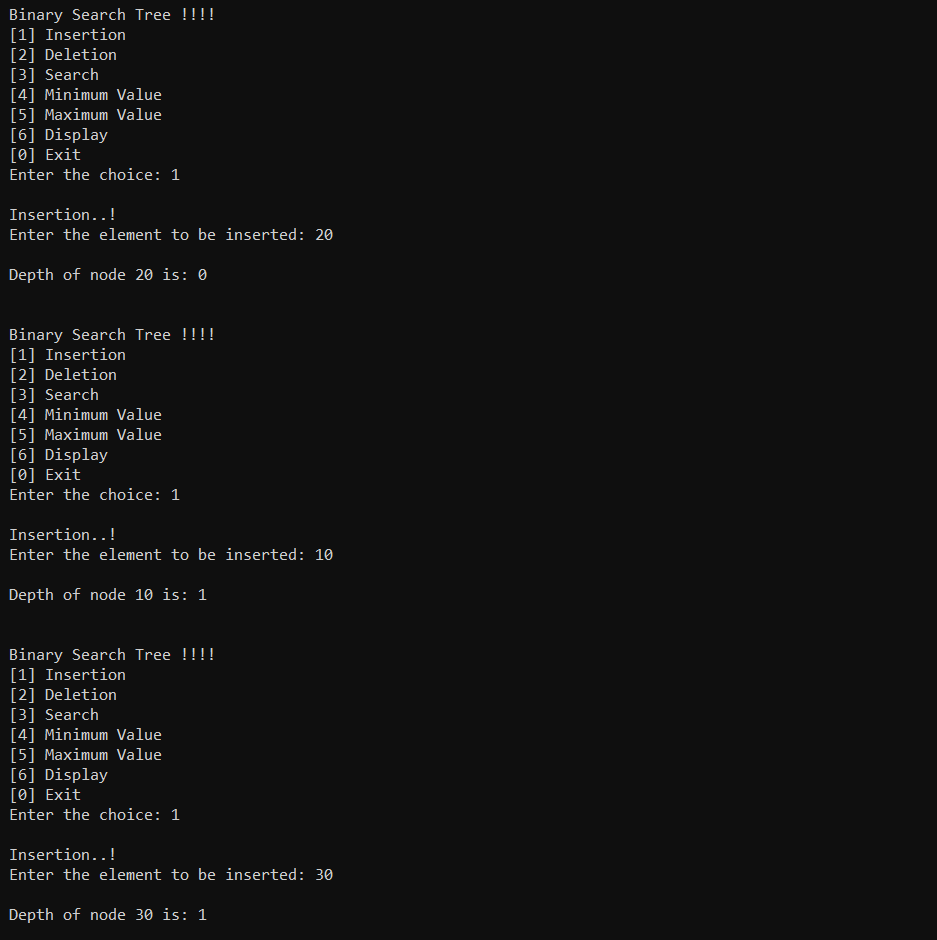 Binary Search Tree !!!!
[1] Insertion
[2] Deletion
[3] Search
[4] Minimum Value
[5] Maximum Value
[6] Display
[0] Exit
Enter the choice: 1
Insertion..!
Enter the element to be inserted: 20
Depth of node 20 is: 0
Binary Search Tree !!!!
[1] Insertion
[2] Deletion
[3] Search
[4] Minimum Value
[5] Maximum Value
[6] Display
[0] Exit
Enter the choice: 1
Insertion..!
Enter the element to be inserted: 10
Depth of node 10 is: 1
Binary Search Tree !!!!
[1] Insertion
[2] Deletion
[3] Search
[4] Minimum Value
[5] Maximum Value
[6] Display
[0] Exit
Enter the choice: 1
Insertion..!
Enter the element to be inserted: 30
Depth of node 30 is: 1